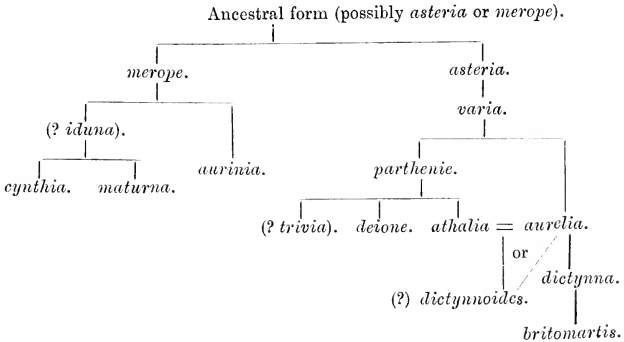 Ancestral form (possibly asteria or merope).
merope. asteria.
(? iduna). varia.
aurinia. parthenie.
cynthia. maturna.
(? trivia). deione. athalia = aurelia.
or
dictynna.
(?) dictynnoides.
britomartis.